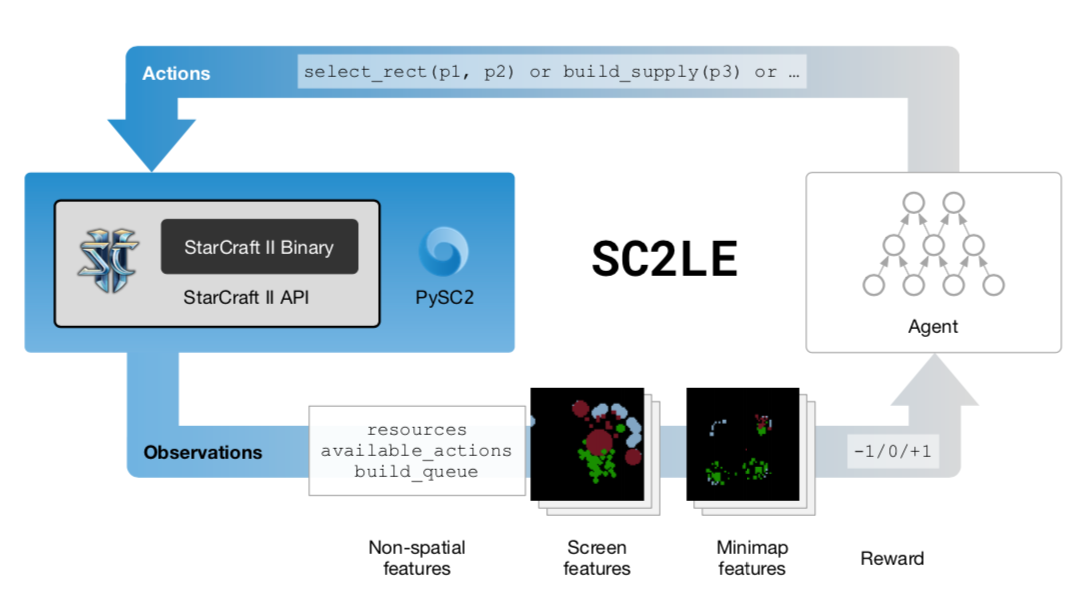 Actions
select_rect(p1, p2) or build_supply(p3) or …
SC
StarCraft II Binary
StarCraft II API
PySC2
SC2LE
Agent
Observations
resources
available_actions
build_queue
-1/0/+1
Non-spatial
features
Screen
features
Minimap
features
Reward